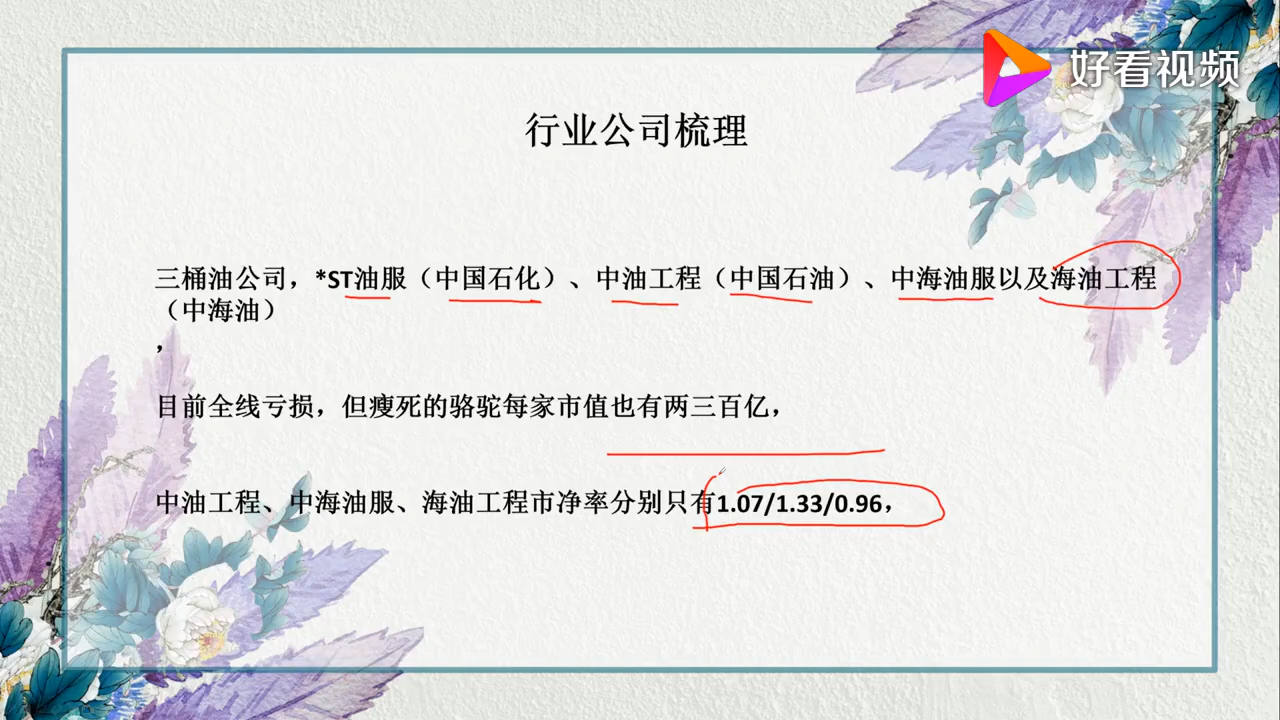 好看视频
行业公司梳理
三桶油公司，*ST油服（中国石化）、中油工程（中国石油）、中海油服以及海油工程
（中海油）
，
目前全线亏损，但瘦死的骆驼每家市值也有两三百亿，
中油工程、中海油服、海油工程市净率分别只有1.07/1.33/0.96，